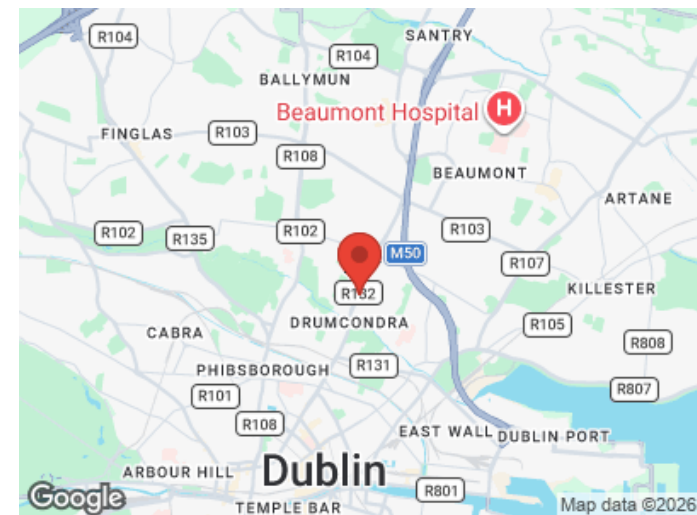 SANTRY
R104
R104
BALLYMUN
Beaumont Hospital
H
FINGLAS
R103
R108
BEAUMONT
ARTANE
R102
R135
R102
R103
M50
R107
KILLESTER
R132
DRUMCONDRA
R105
CABRA
R808
PHIBSBOROUGH
R131
R101
R807
R108
EAST WALL
DUBLIN PORT
ARBOUR HILL
Dublin
R801
Google
TEMPLE BAR
Map data ©2026